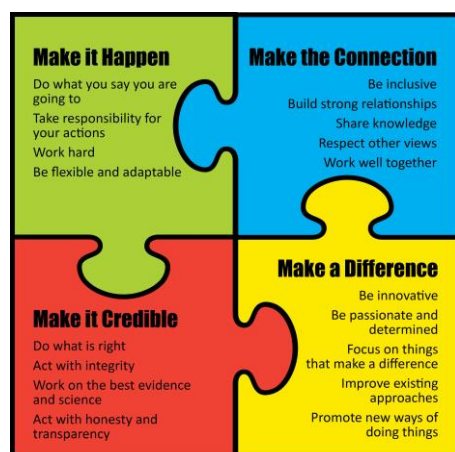 Make it Happen
Do what you say you are
going to
Take responsibility for
your actions
Work hard
Be flexible and adaptable
Make the Connection
Be inclusive
Build strong relationships
Share knowledge
Respect other views
Work well together
Make it Credible
Do what is right
Act with integrity
Work on the best evidence
and science
Act with honesty and
transparency
Make a Difference
Be innovative
Be passionate and
determined
Focus on things
that make a difference
Improve existing
approaches
Promote new ways of
doing things